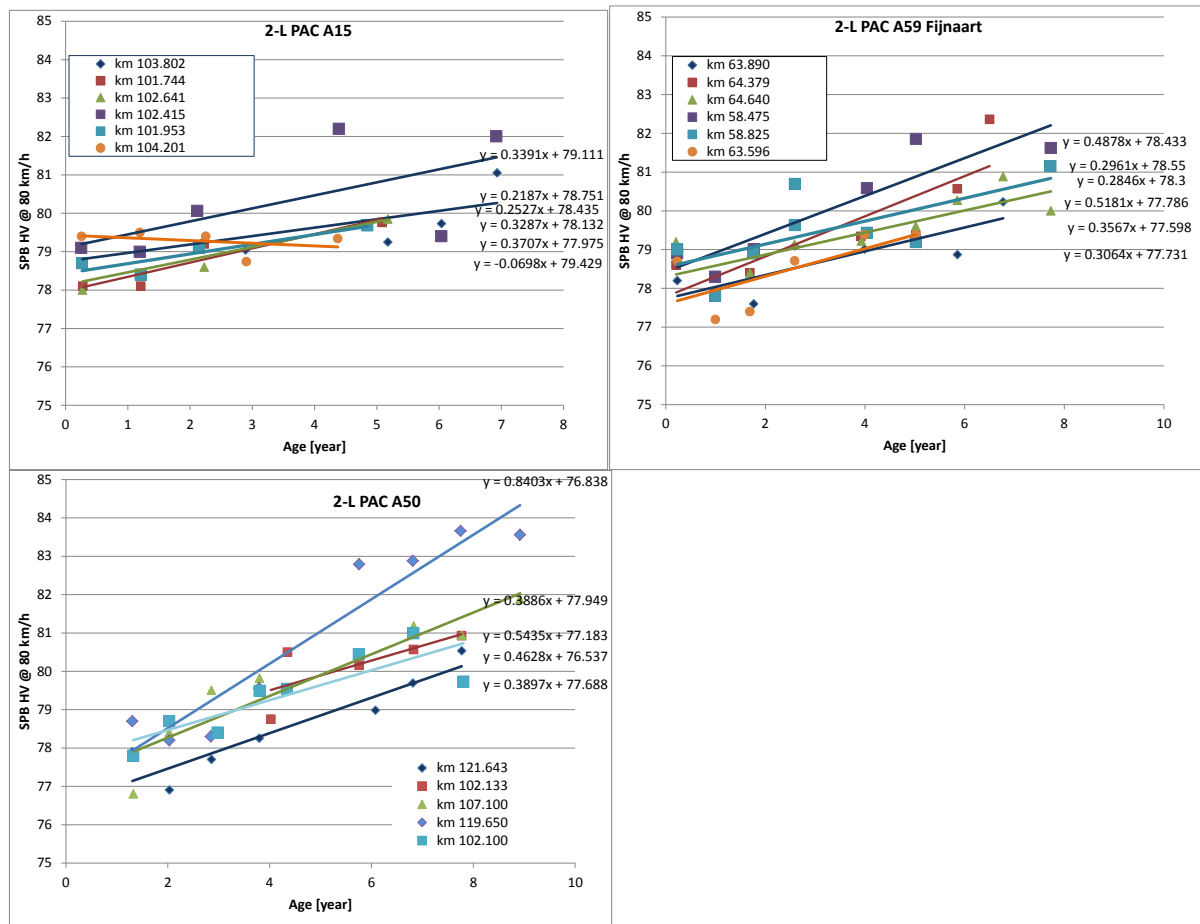 2-L PAC A15
SPB HV @ 80 km/h
85
84
83
82
81
80
79
78
77
76
75
km 103.802
km 101.744
km 102.641
km 102.415
km 101.953
km 104.201
y = 0.3391x + 79.111
y = 0.2187x + 78.751
y = 0.2527x + 78.435
y = 0.3287x + 78.132
y = 0.3707x + 77.975
y = -0.0698x + 79.429
0 1 2 3 4 5 6 7 8
Age [year]
2-L PAC A59 Fijnaart
SPB HV @ 80 km/h
85
84
83
82
81
80
79
78
77
76
75
km 63.890
km 64.379
km 64.640
km 58.475
km 58.825
km 63.596
y = 0.4878x + 78.433
y = 0.2961x + 78.55
y = 0.2846x + 78.3
y = 0.5181x + 77.786
y = 0.3567x + 77.598
y = 0.3064x + 77.731
0 2 4 6 8 10
Age [year]
2-L PAC A50
SPB HV @ 80 km/h
85
84
83
82
81
80
79
78
77
76
75
y = 0.8403x + 76.838
y = 0.3886x + 77.949
y = 0.5435x + 77.183
y = 0.4628x + 76.537
y = 0.3897x + 77.688
km 121.643
km 102.133
km 107.100
km 119.650
km 102.100
0 2 4 6 8 10
Age [year]